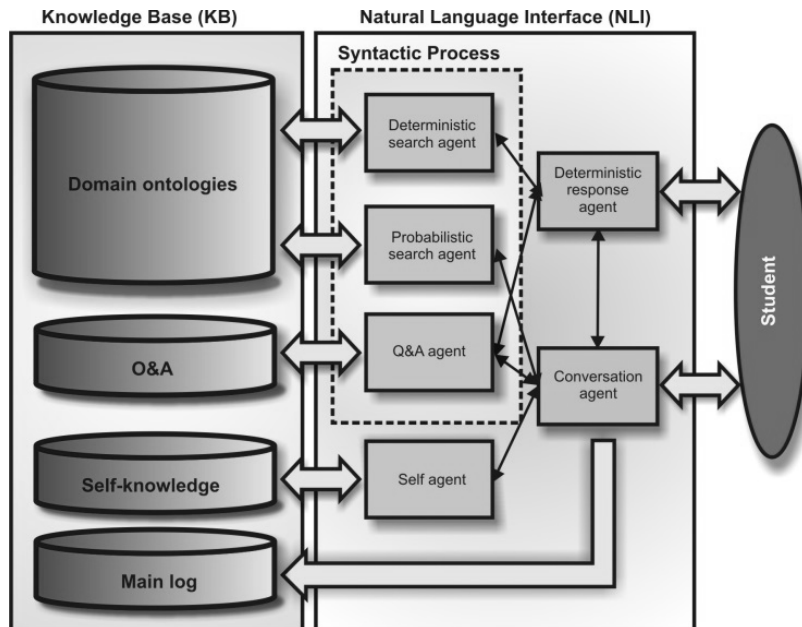 Knowledge Base (KB)
Natural Language Interface (NLI)
Syntactic Process
Domain ontologies
Deterministic
search agent
Deterministic
response
agent
Probabilistic
search agent
Student
O&A
Q&A agent
Conversation
agent
Self-knowledge
Self agent
Main log